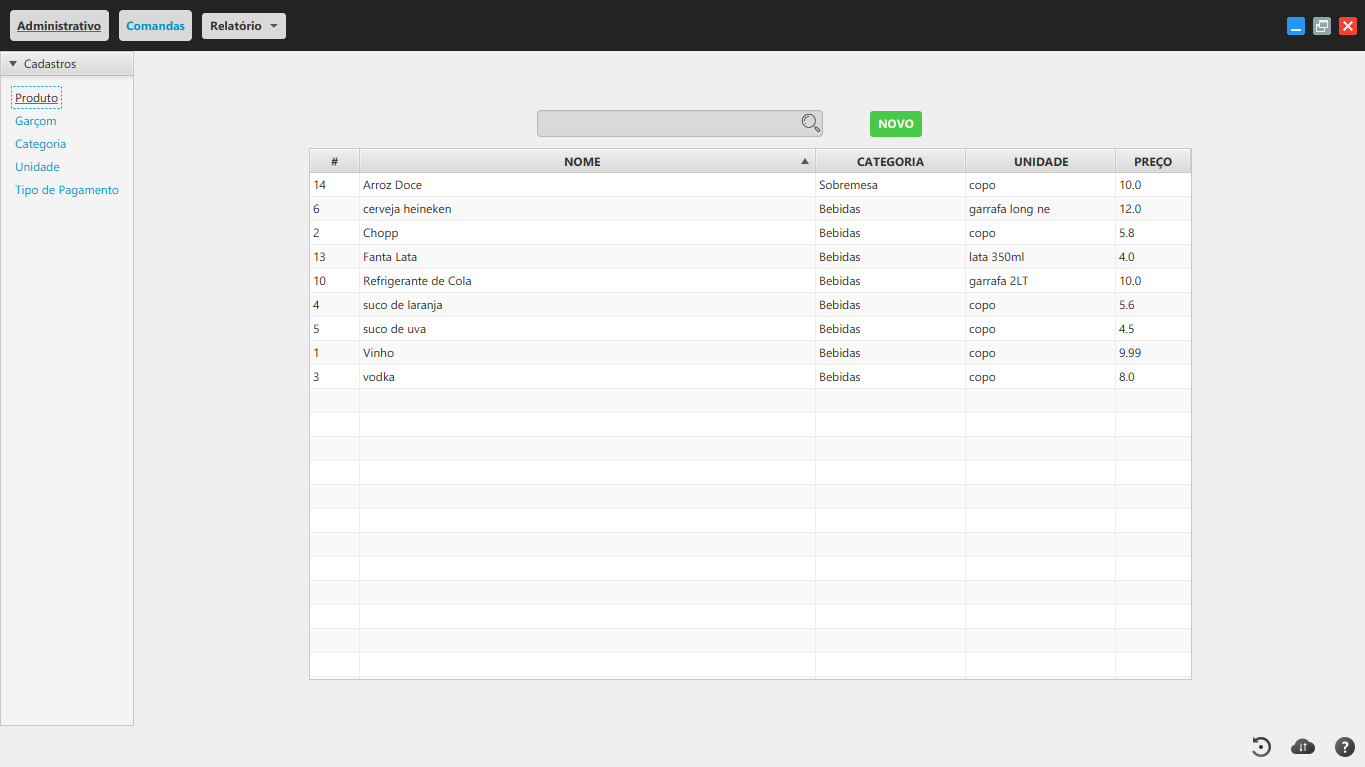 Administrativo Comandas Relatório
Cadastros
Produto
Garçom
Categoria
Unidade
Tipo de Pagamento
NOVO
# NOME CATEGORIA UNIDADE PREÇO
14 Arroz Doce Sobremesa copo 10.0
6 cerveja heineken Bebidas garrafa long ne 12.0
2 Chopp Bebidas copo 5.8
13 Fanta Lata Bebidas lata 350ml 4.0
10 Refrigerante de Cola Bebidas garrafa 2LT 10.0
4 suco de laranja Bebidas copo 5.6
5 suco de uva Bebidas copo 4.5
1 Vinho Bebidas copo 9.99
3 vodka Bebidas copo 8.0
?